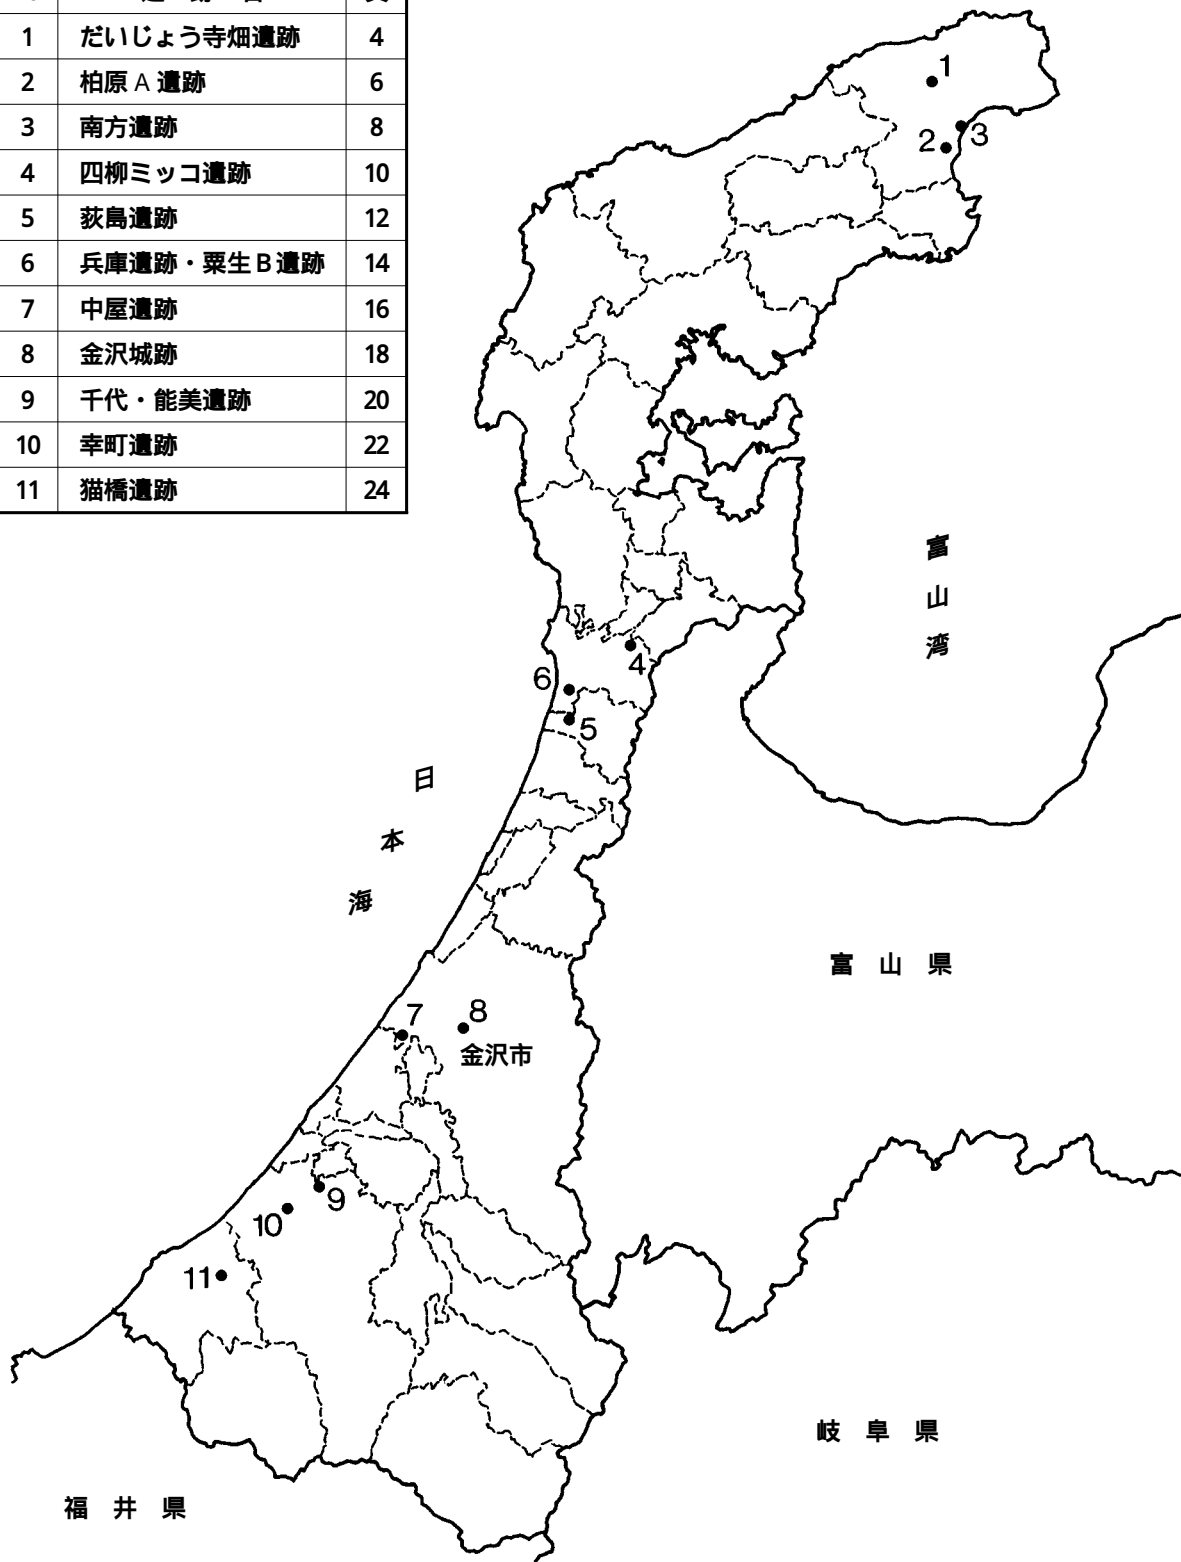 1 だいじょう寺畑遺跡 4
2 柏原 A 遺跡 6
3 南方遺跡 8
4 四柳ミッコ遺跡 10
5 荻島遺跡 12
6 兵庫遺跡・粟生B遺跡 14
7 中屋遺跡 16
8 金沢城跡 18
9 千代・能美遺跡 20
10 幸町遺跡 22
11 猫橋遺跡 24
1
3
2
富山湾
4
6
5
日本海
富山県
7
8
金沢市
9
10
11
岐阜県
福井県